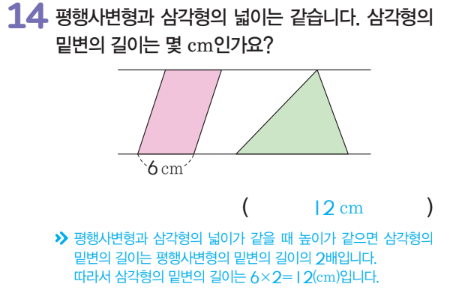 14 평행사변형과 삼각형의 넓이는 같습니다. 삼각형의
밑변의 길이는 몇 cm인가요?
6 cm
( 12 cm )
≫ 평행사변형과 삼각형의 넓이가 같을 때 높이가 같으면 삼각형의
밑변의 길이는 평행사변형의 밑변의 길이의 2배입니다.
따라서 삼각형의 밑변의 길이는 6×2=12(cm)입니다.